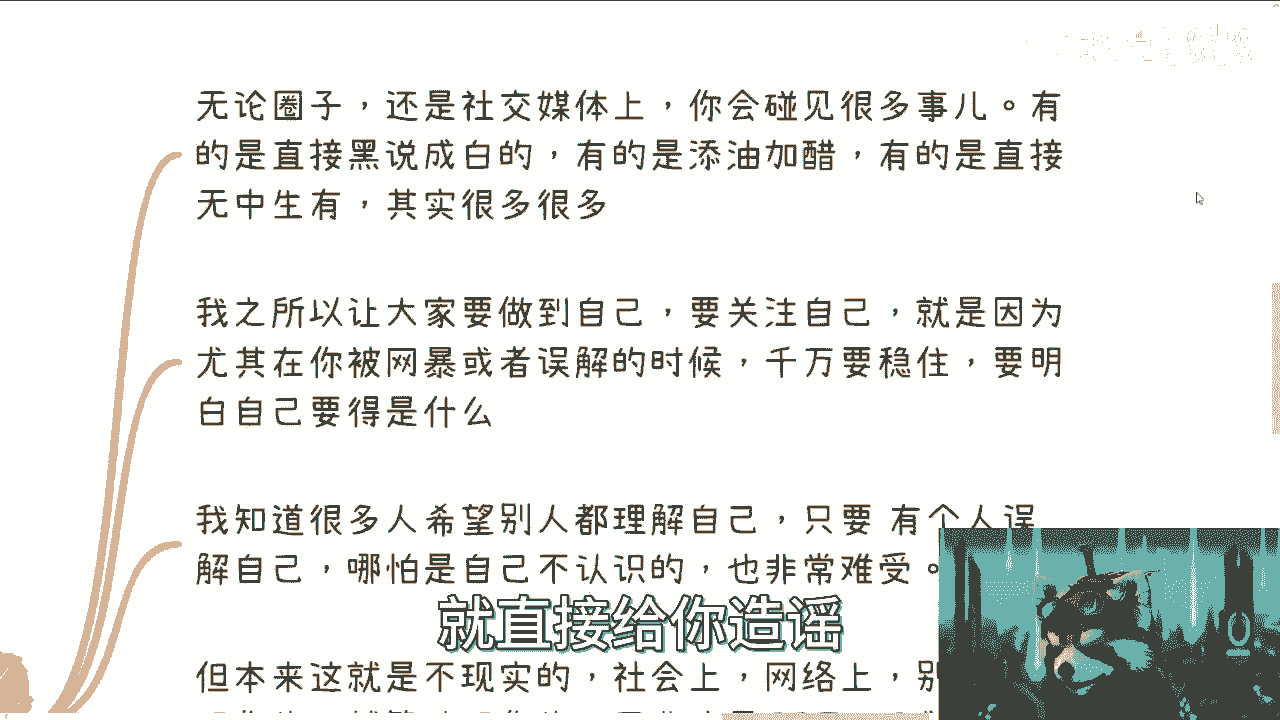 无论圈子，还是社交媒体上，你会碰见很多事儿。有
的是直接黑说成白的，有的是添油加醋，有的是直接
无中生有，其实很多很多
我之所以让大家要做到自己，要关注自己，就是因为
尤其在你被网暴或者误解的时候，千万要稳住，要明
白自己要得是什么
我知道很多人希望别人都理解自己，只要 有个人误
解自己，哪怕是自己不认识的，也非常难受。
就直接给你造谣
但本来这就是不现实的，社会上，网络上，别